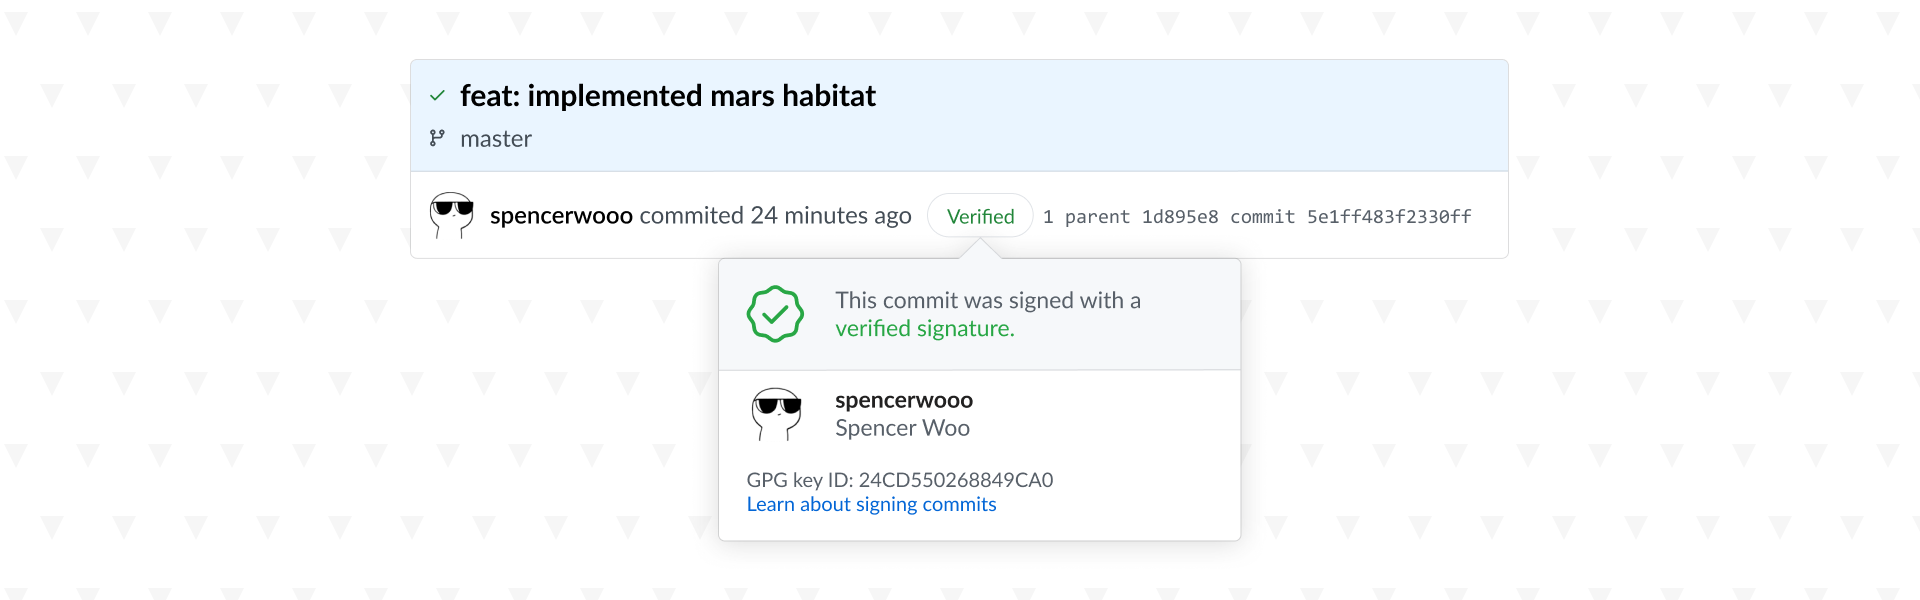 feat: implemented mars habitat
master
spencerwooo commited 24 minutes ago Verified 1 parent 1d895e8 commit 5e1ff483f2330ff
This commit was signed with a
verified signature.
spencerwooo
Spencer Woo
GPG key ID: 24CD550268849CA0
Learn about signing commits